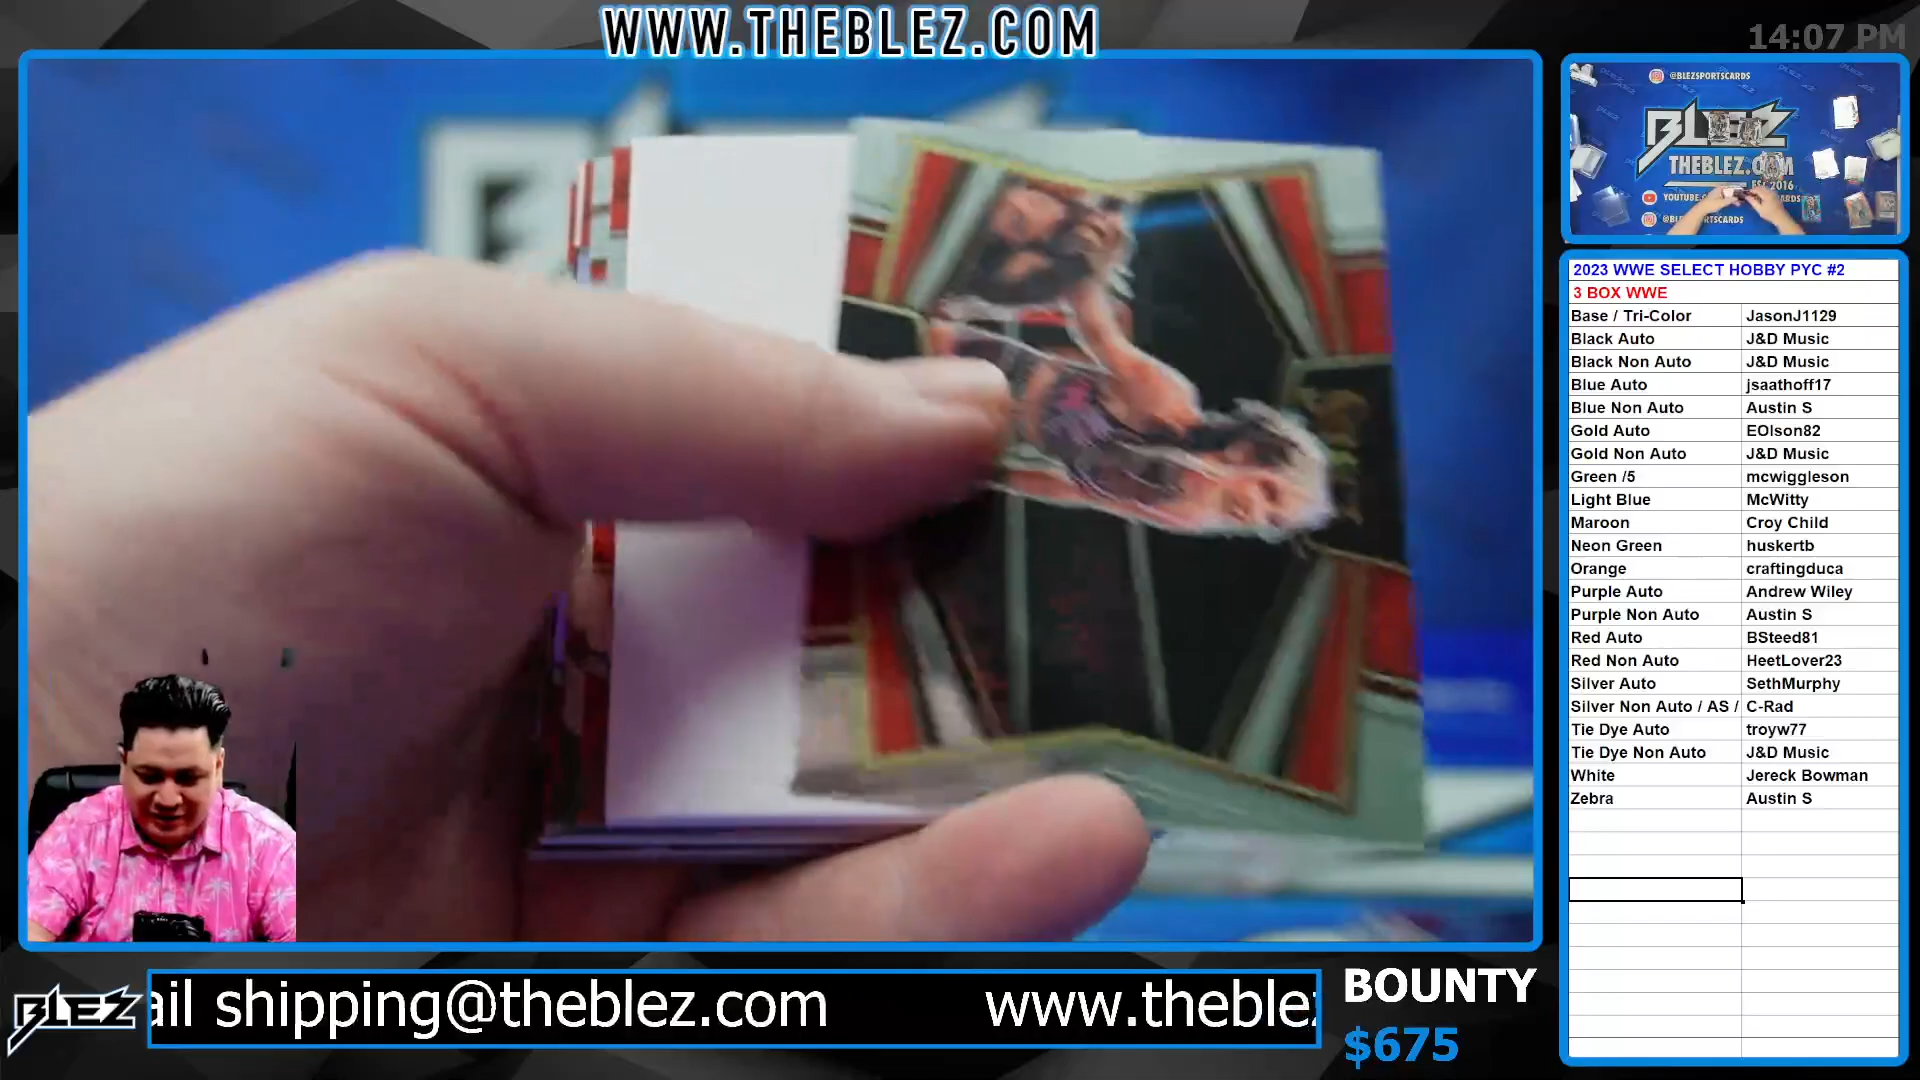 WWW.THEBLEZ.COM
14:07 PM
@BLEZSPORTSCARDS
BLEZ
THEBLEZ.COM
2023 WWE SELECT HOBBY PYC #2
3 BOX WWE
Base / Tri-Color JasonJ1129
Black Auto J&D Music
Black Non Auto J&D Music
Blue Auto jsaathoff17
Blue Non Auto Austin S
Gold Auto EOlson82
Gold Non Auto J&D Music
Green /5 mcwiggleson
Light Blue McWitty
Maroon Croy Child
Neon Green huskertb
Orange craftingduca
Purple Auto Andrew Wiley
Purple Non Auto Austin S
Red Auto BSteed81
Red Non Auto HeetLover23
Silver Auto SethMurphy
Silver Non Auto / AS / C-Rad
Tie Dye Auto troyw77
Tie Dye Non Auto J&D Music
White Jereck Bowman
Zebra Austin S
BLEZ
ail shipping@theblez.com www.theblez
BOUNTY
$675